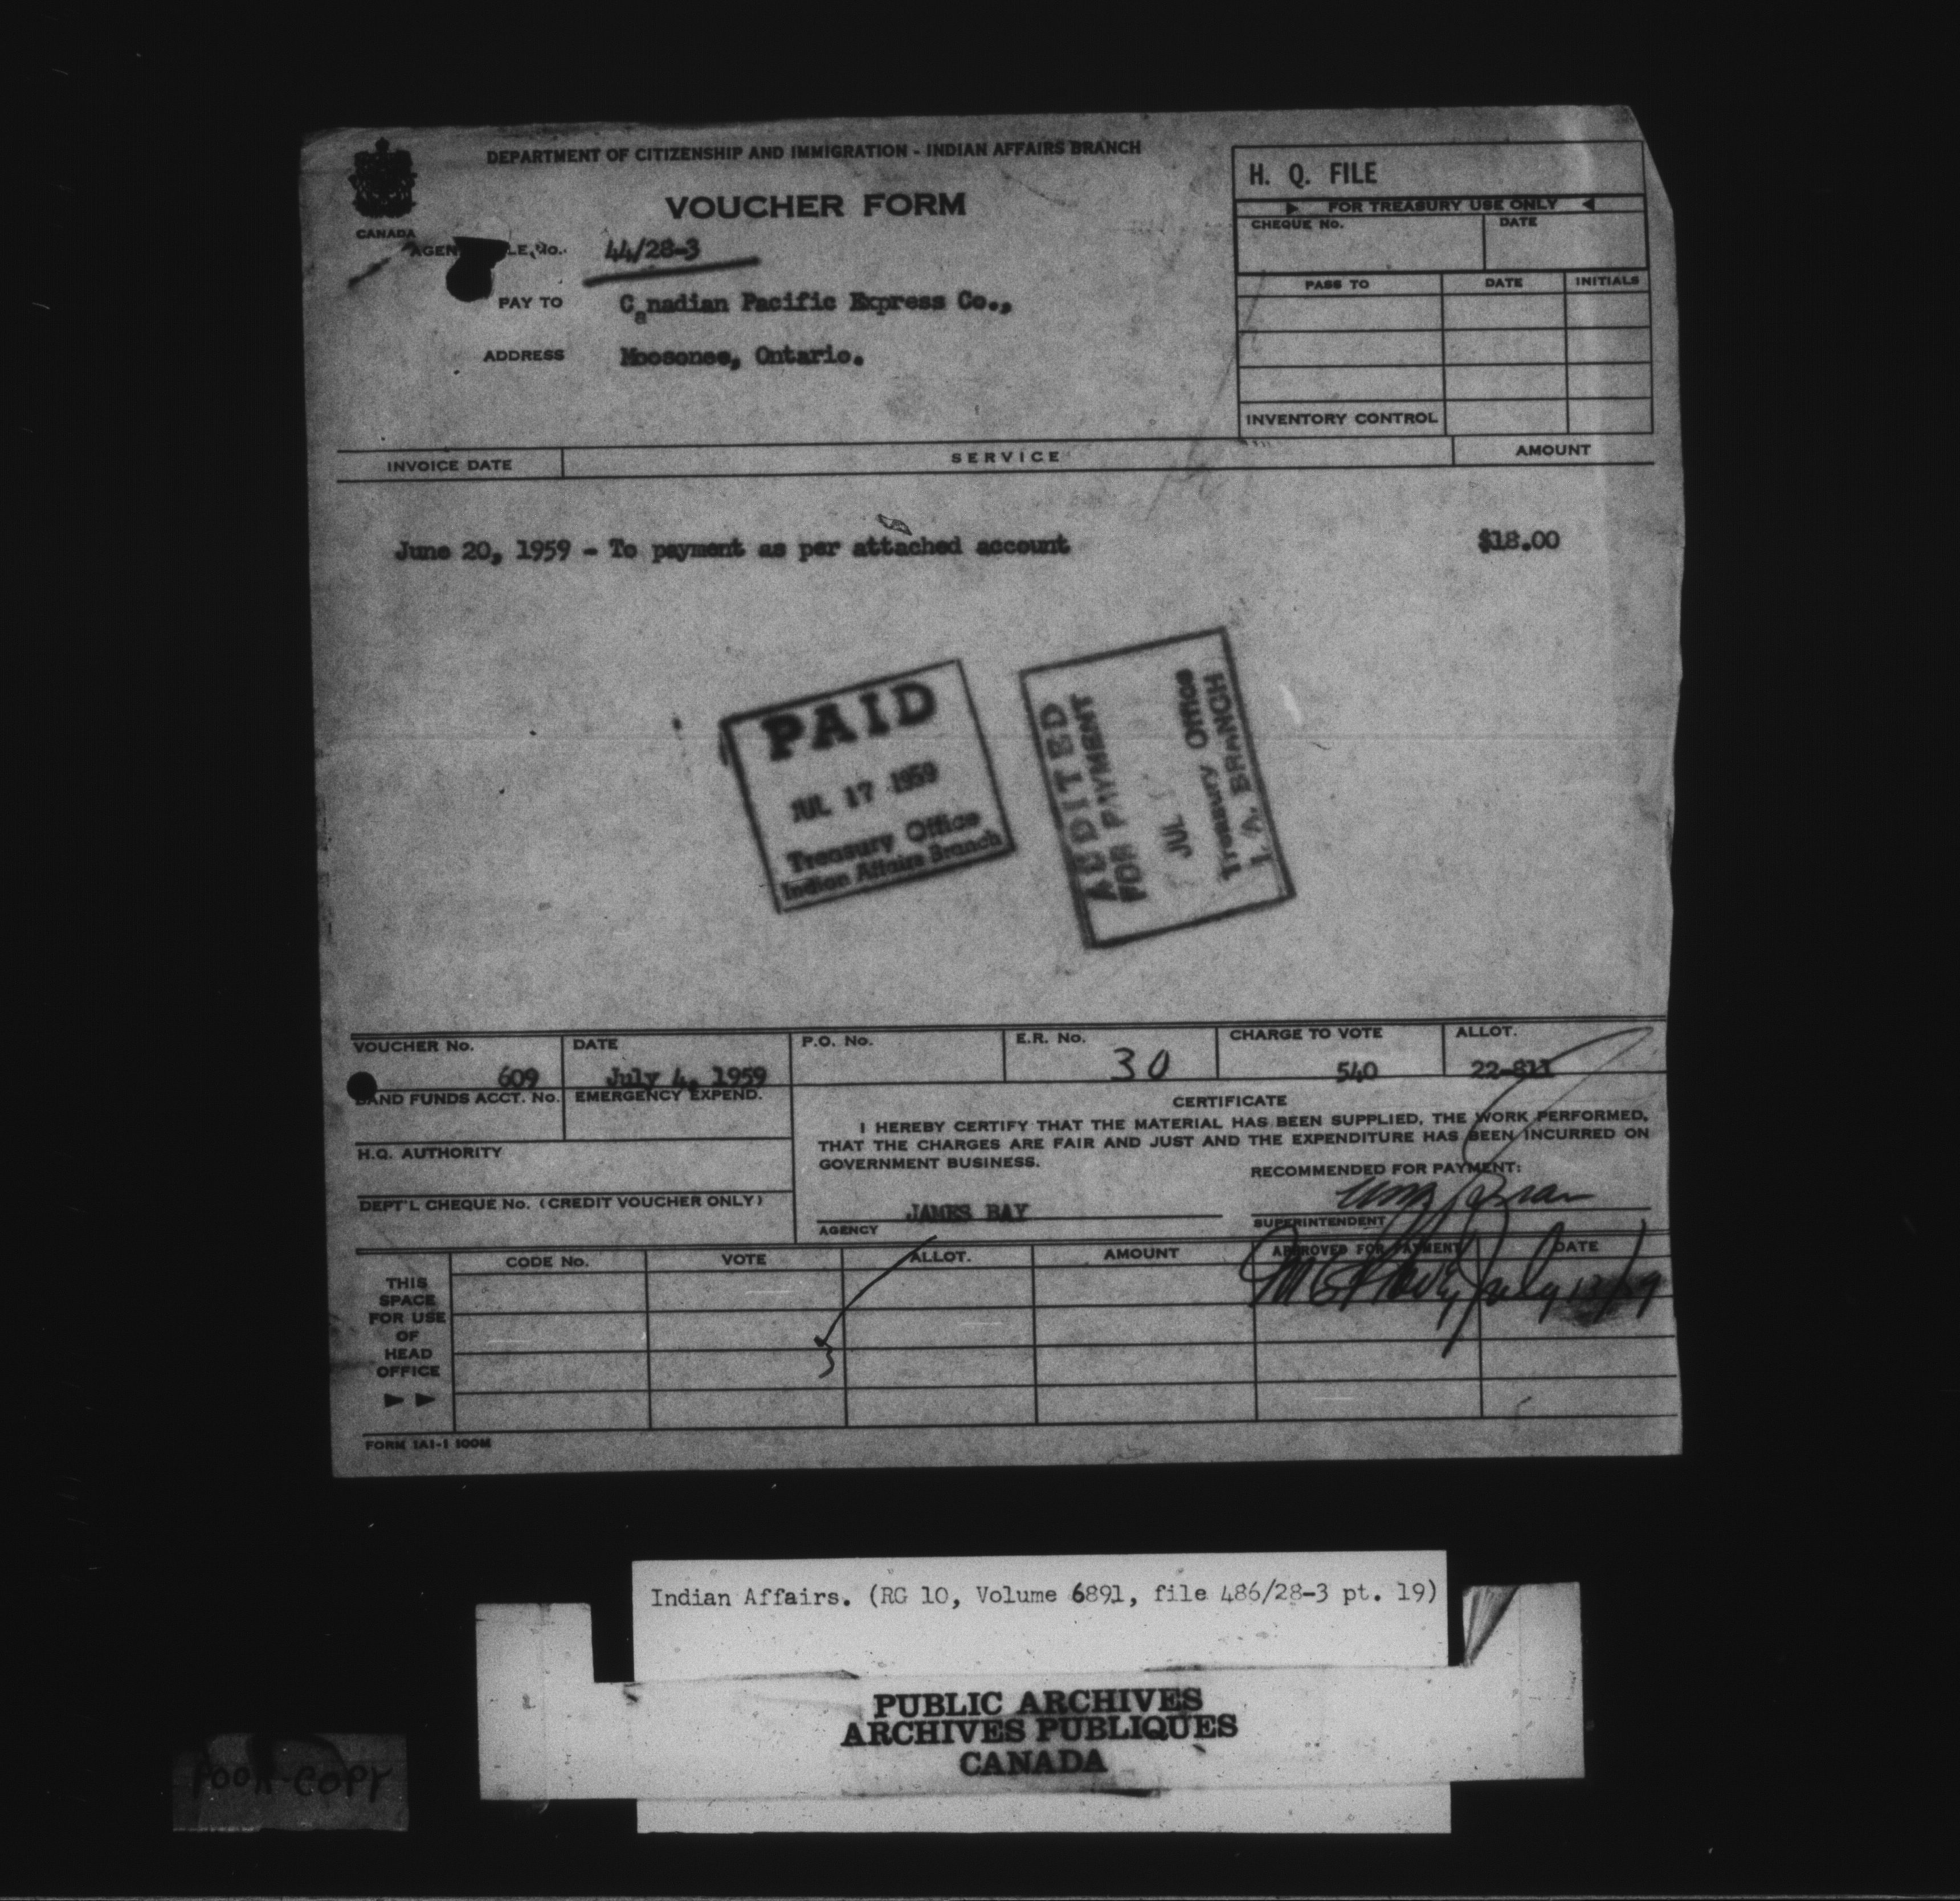 DEPARTMENT OF CITIZENSHIP AND IMMIGRATION - INDIAN AFFAIRS BRANCH
VOUCHER FORM
CANADA
AGEN LE No. 44/28-3
PAY TO Canadian Pacific Express Co.,
ADDRESS Moosonee, Ontario.
H. Q. FILE
FOR TREASURY USE ONLY
CHEQUE No. DATE
PASS TO DATE INITIALS
INVENTORY CONTROL
INVOICE DATE SERVICE AMOUNT
June 20, 1959 - To payment as per attached account $18.00
PAID
JUL 17 1959
Treasury Office
Indian Affairs Branch
AUDITED
FOR PAYMENT
JUL
Treasury Office
I. A. BRANCH
VOUCHER No. DATE P.O. No. E.R. No. CHARGE TO VOTE ALLOT.
609 July 4, 1959 30 540 22-811
BAND FUNDS ACCT. No. EMERGENCY EXPEND.
H.Q. AUTHORITY
DEPT'L CHEQUE No. (CREDIT VOUCHER ONLY)
CERTIFICATE
I HEREBY CERTIFY THAT THE MATERIAL HAS BEEN SUPPLIED, THE WORK PERFORMED,
THAT THE CHARGES ARE FAIR AND JUST AND THE EXPENDITURE HAS BEEN INCURRED ON
GOVERNMENT BUSINESS.
RECOMMENDED FOR PAYMENT:
JAMES BAY
AGENCY SUPERINTENDENT
CODE No. VOTE ALLOT. AMOUNT APPROVED FOR PAYMENT DATE
July
THIS
SPACE
FOR USE
OF
HEAD
OFFICE
FORM IAI-1 100M
Indian Affairs. (RG 10, Volume 6891, file 486/28-3 pt. 19)
PUBLIC ARCHIVES
ARCHIVES PUBLIQUES
CANADA
POOR COPY